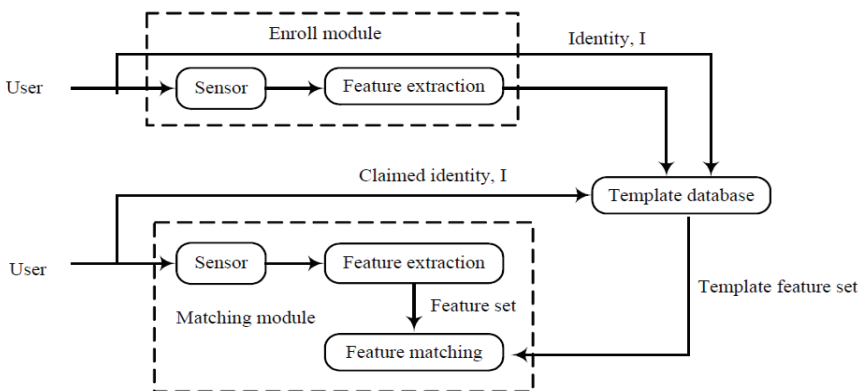 Enroll module
Identity, I
User
Sensor
Feature extraction
Claimed identity, I
Template database
User
Sensor
Feature extraction
Template feature set
Feature set
Matching module
Feature matching